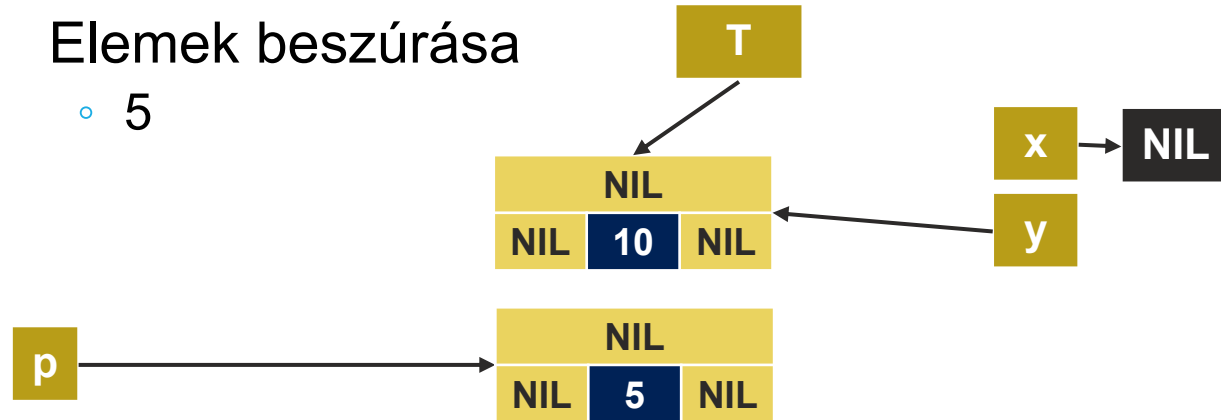 Elemek beszúrása
5
T
x
NIL
NIL
NIL 10 NIL
y
NIL
p
NIL 5 NIL